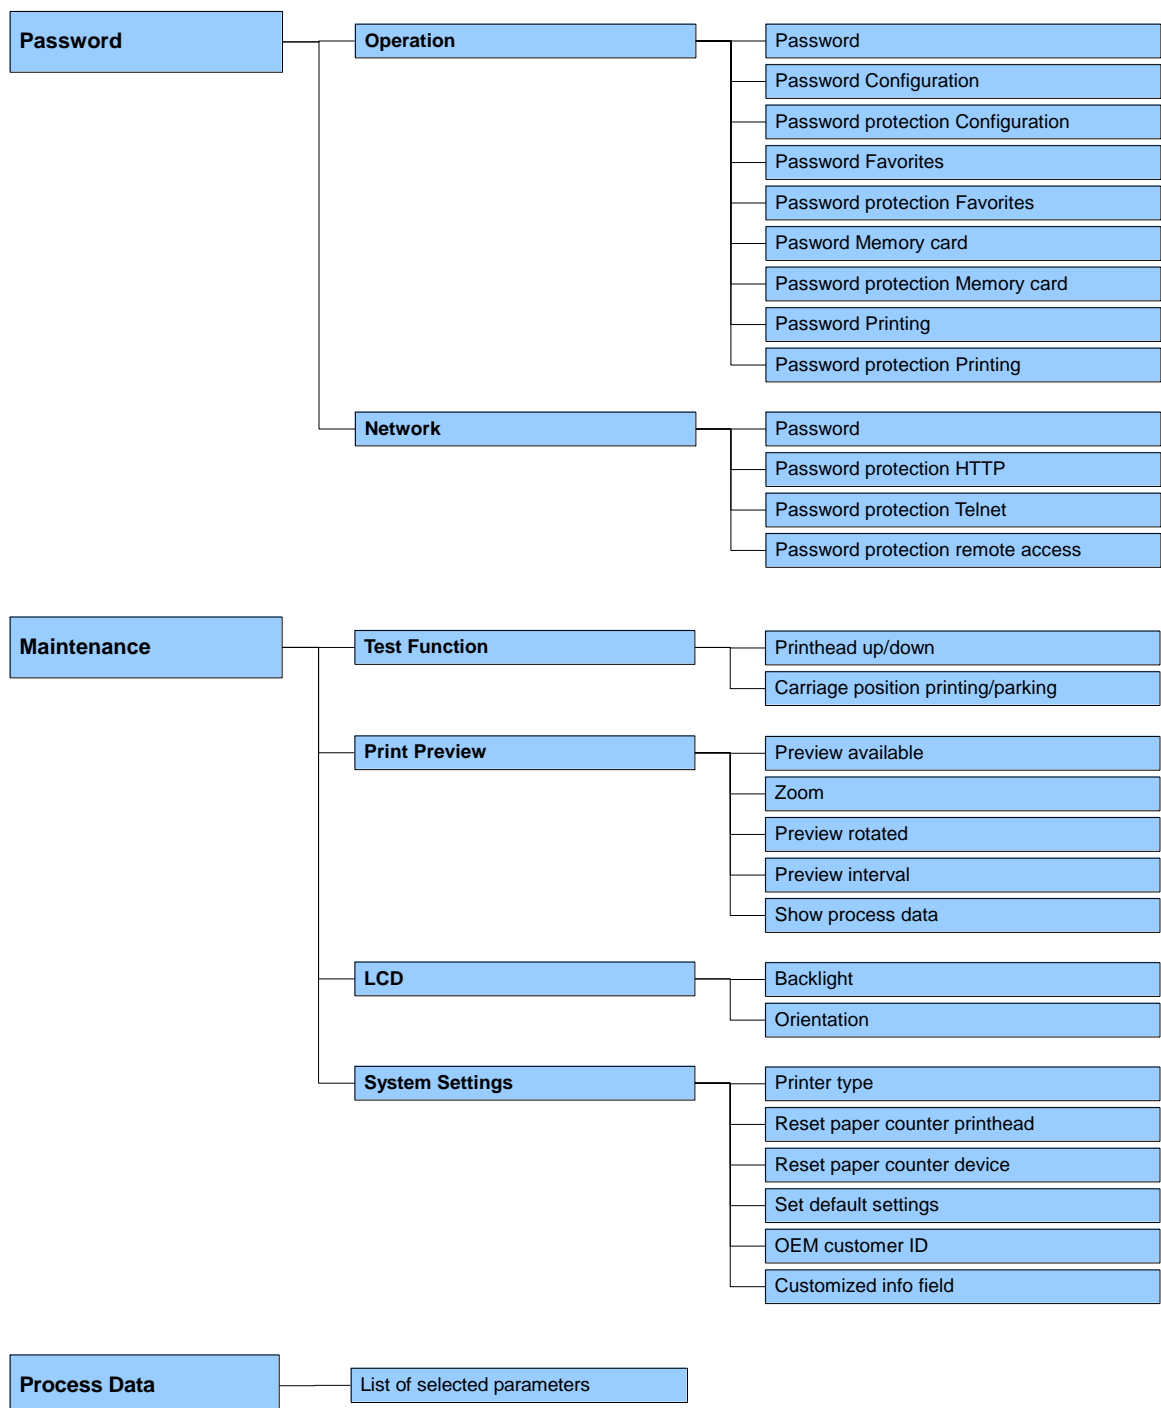 Password
Operation
Password
Password Configuration
Password protection Configuration
Password Favorites
Password protection Favorites
Pasword Memory card
Password protection Memory card
Password Printing
Password protection Printing
Network
Password
Password protection HTTP
Password protection Telnet
Password protection remote access
Maintenance
Test Function
Printhead up/down
Carriage position printing/parking
Print Preview
Preview available
Zoom
Preview rotated
Preview interval
Show process data
LCD
Backlight
Orientation
System Settings
Printer type
Reset paper counter printhead
Reset paper counter device
Set default settings
OEM customer ID
Customized info field
Process Data
List of selected parameters